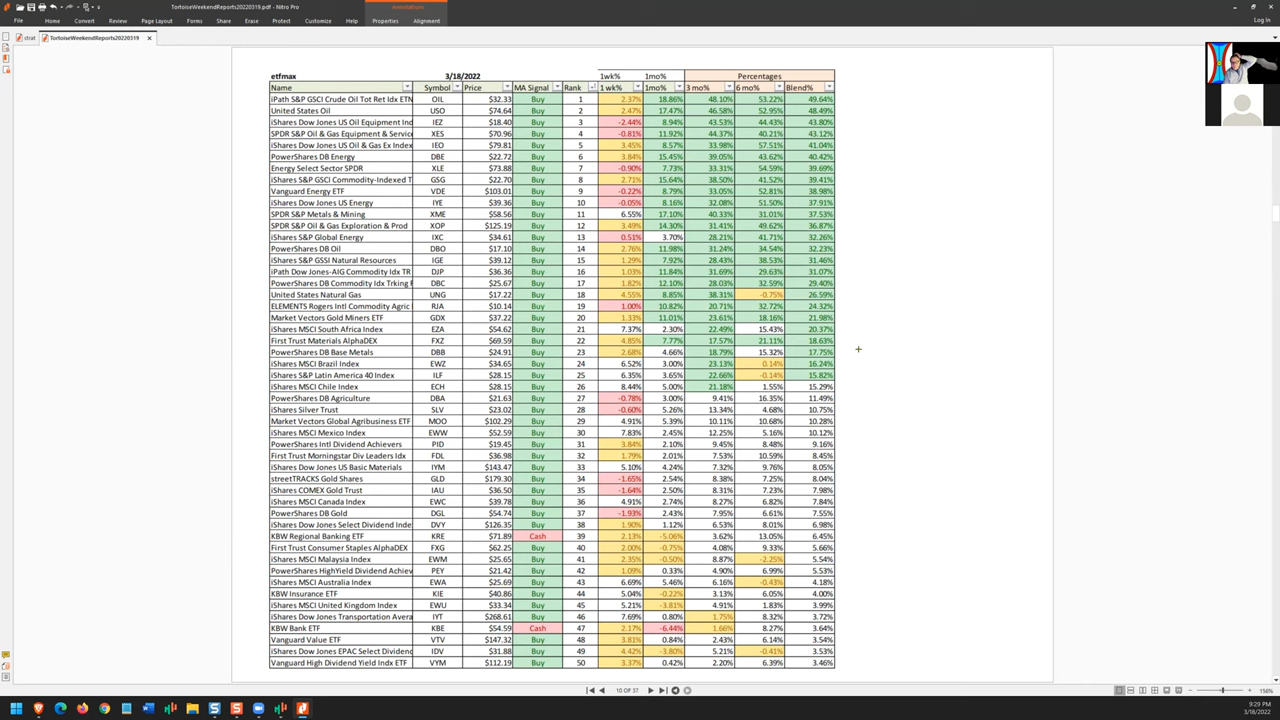 TortoiseWeekendReports20220319.pdf - Nitro Pro
Annotations
Log In
File Home Convert Review Page Layout Forms Share Erase Protect Customize Help Properties Alignment
strat TortoiseWeekendReports20220319
etfmax 3/18/2022 1wk% 1mo% Percentages
Name Symbol Price MA Signal Rank 1 wk% 1mo% 3 mo% 6 mo% Blend%
iPath S&P GSCI Crude Oil Tot Ret Idx ETN OIL $32.33 Buy 1 2.37% 18.86% 48.10% 53.22% 49.64%
United States Oil USO $74.64 Buy 2 2.47% 17.47% 46.58% 52.95% 48.49%
iShares Dow Jones US Oil Equipment Ind IEZ $18.40 Buy 3 -2.44% 8.94% 43.53% 44.43% 43.80%
SPDR S&P Oil & Gas Equipment & Service XES $70.96 Buy 4 -0.81% 11.92% 44.37% 40.21% 43.12%
iShares Dow Jones US Oil & Gas Ex Index IEO $79.81 Buy 5 3.45% 8.57% 33.98% 57.51% 41.04%
PowerShares DB Energy DBE $22.72 Buy 6 3.84% 15.45% 39.05% 43.62% 40.42%
Energy Select Sector SPDR XLE $73.88 Buy 7 -0.90% 7.73% 33.31% 54.59% 39.69%
iShares S&P GSCI Commodity-Indexed T GSG $22.70 Buy 8 2.71% 15.64% 38.50% 41.52% 39.41%
Vanguard Energy ETF VDE $103.01 Buy 9 -0.22% 8.79% 33.05% 52.81% 38.98%
iShares Dow Jones US Energy IYE $39.36 Buy 10 -0.05% 8.16% 32.08% 51.50% 37.91%
SPDR S&P Metals & Mining XME $58.56 Buy 11 6.55% 17.10% 40.33% 31.01% 37.53%
SPDR S&P Oil & Gas Exploration & Prod XOP $125.19 Buy 12 3.49% 14.30% 31.41% 49.62% 36.87%
iShares S&P Global Energy IXC $34.61 Buy 13 0.51% 3.70% 28.21% 41.71% 32.26%
PowerShares DB Oil DBO $17.10 Buy 14 2.76% 11.98% 31.24% 34.54% 32.23%
iShares S&P GSSI Natural Resources IGE $39.12 Buy 15 1.29% 7.92% 28.43% 38.53% 31.46%
iPath Dow Jones-AIG Commodity Idx TR DJP $36.36 Buy 16 1.03% 11.84% 31.69% 29.63% 31.07%
PowerShares DB Commodity Idx Trking F DBC $25.67 Buy 17 1.82% 12.10% 28.03% 32.59% 29.40%
United States Natural Gas UNG $17.22 Buy 18 4.55% 8.85% 38.31% -0.75% 26.59%
ELEMENTS Rogers Intl Commodity Agric RJA $10.14 Buy 19 1.00% 10.82% 20.71% 32.72% 24.32%
Market Vectors Gold Miners ETF GDX $37.22 Buy 20 1.33% 11.01% 23.61% 18.16% 21.98%
iShares MSCI South Africa Index EZA $54.62 Buy 21 7.37% 2.30% 22.49% 15.43% 20.37%
First Trust Materials AlphaDEX FXZ $69.59 Buy 22 4.85% 7.77% 17.57% 21.11% 18.63%
PowerShares DB Base Metals DBB $24.91 Buy 23 2.68% 4.66% 18.79% 15.32% 17.75%
iShares MSCI Brazil Index EWZ $34.65 Buy 24 6.52% 3.00% 23.13% 0.14% 16.24%
iShares S&P Latin America 40 Index ILF $28.15 Buy 25 6.35% 3.65% 22.66% -0.14% 15.82%
iShares MSCI Chile Index ECH $28.15 Buy 26 8.44% 5.00% 21.18% 1.55% 15.29%
PowerShares DB Agriculture DBA $21.63 Buy 27 -0.78% 3.00% 9.41% 16.35% 11.49%
iShares Silver Trust SLV $23.02 Buy 28 -0.60% 5.26% 13.34% 4.68% 10.75%
Market Vectors Global Agribusiness ETF MOO $102.29 Buy 29 4.91% 5.39% 10.11% 10.68% 10.28%
iShares MSCI Mexico Index EWW $52.59 Buy 30 7.83% 2.45% 12.25% 5.16% 10.12%
PowerShares Intl Dividend Achievers PID $19.45 Buy 31 3.84% 2.10% 9.45% 8.48% 9.16%
First Trust Morningstar Div Leaders Idx FDL $36.98 Buy 32 1.79% 2.01% 7.53% 10.59% 8.45%
iShares Dow Jones US Basic Materials IYM $143.47 Buy 33 5.10% 4.24% 7.32% 9.76% 8.05%
streetTRACKS Gold Shares GLD $179.30 Buy 34 -1.65% 2.54% 8.38% 7.25% 8.04%
iShares COMEX Gold Trust IAU $36.50 Buy 35 -1.64% 2.50% 8.31% 7.23% 7.98%
iShares MSCI Canada Index EWC $39.78 Buy 36 4.91% 2.74% 8.27% 6.82% 7.84%
PowerShares DB Gold DGL $54.74 Buy 37 -1.93% 2.43% 7.95% 6.61% 7.55%
iShares Dow Jones Select Dividend Inde DVY $126.35 Buy 38 1.90% 1.12% 6.53% 8.01% 6.98%
KBW Regional Banking ETF KRE $71.89 Cash 39 2.13% -5.06% 3.62% 13.05% 6.45%
First Trust Consumer Staples AlphaDEX FXG $62.25 Buy 40 2.00% -0.75% 4.08% 9.33% 5.66%
iShares MSCI Malaysia Index EWM $25.65 Buy 41 2.35% -0.50% 8.87% -2.25% 5.54%
PowerShares HighYield Dividend Achiev PEY $21.42 Buy 42 1.09% 0.33% 4.90% 6.99% 5.53%
iShares MSCI Australia Index EWA $25.69 Buy 43 6.69% 5.46% 6.16% -0.43% 4.18%
KBW Insurance ETF KIE $40.86 Buy 44 5.04% -0.22% 3.13% 6.05% 4.00%
iShares MSCI United Kingdom Index EWU $33.34 Buy 45 5.21% -3.81% 4.91% 1.83% 3.99%
iShares Dow Jones Transportation Avera IYT $268.61 Buy 46 7.69% 0.80% 1.75% 8.32% 3.72%
KBW Bank ETF KBE $54.59 Cash 47 2.17% -6.44% 1.66% 8.27% 3.64%
Vanguard Value ETF VTV $147.32 Buy 48 3.81% 0.84% 2.43% 6.14% 3.54%
iShares Dow Jones EPAC Select Dividend IDV $31.88 Buy 49 4.42% -3.80% 5.21% -0.41% 3.52%
Vanguard High Dividend Yield Indx ETF VYM $112.19 Buy 50 3.37% 0.42% 2.20% 6.39% 3.46%
10 OF 37
156%
9:29 PM
3/18/2022